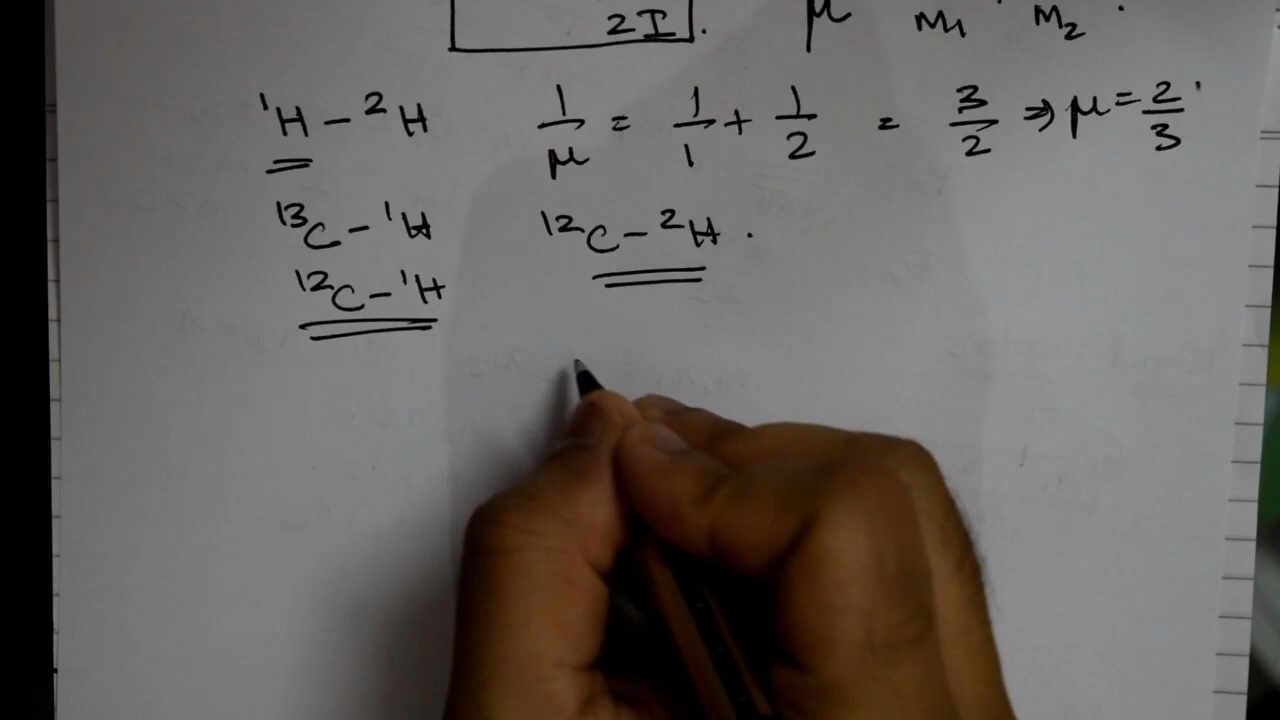 2I. μ m₁ m₂ .
¹H - ²H 1/μ = 1/1 + 1/2 = 3/2 ⇒ μ = 2/3 .
¹³C - ¹H ¹²C - ²H .
¹²C - ¹H